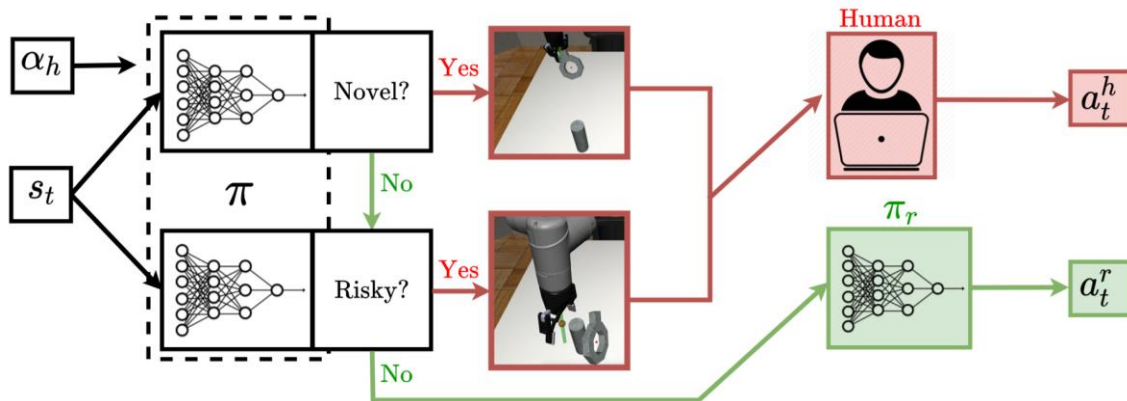 Human
α_h
Novel?
Yes
a_t^h
s_t
π
No
π_r
Risky?
Yes
a_t^r
No